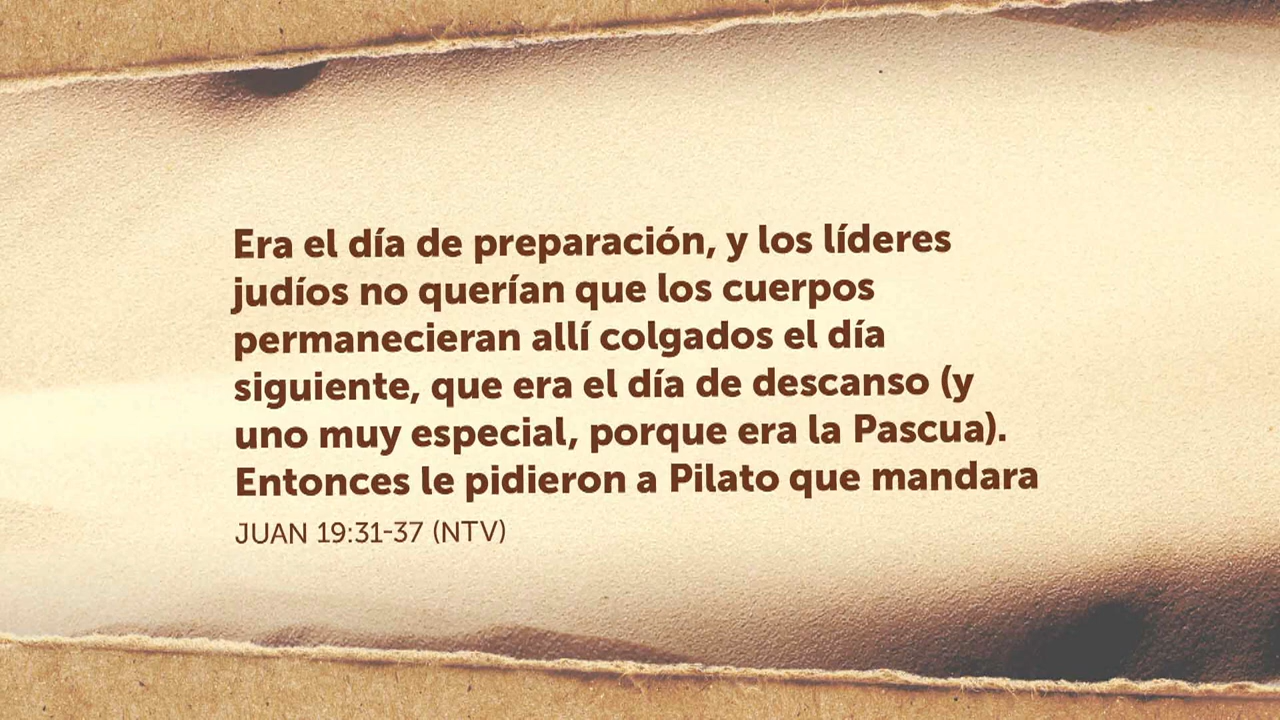 Era el día de preparación, y los líderes
judíos no querían que los cuerpos
permanecieran allí colgados el día
siguiente, que era el día de descanso (y
uno muy especial, porque era la Pascua).
Entonces le pidieron a Pilato que mandara
JUAN 19:31-37 (NTV)